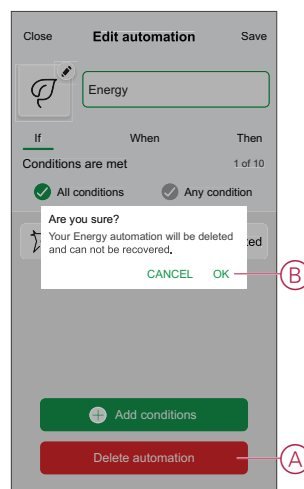 Close Edit automation Save
Energy
If When Then
Conditions are met 1 of 10
All conditions Any condition
Are you sure?
Your Energy automation will be deleted
and can not be recovered.
CANCEL OK
B
Add conditions
Delete automation
A